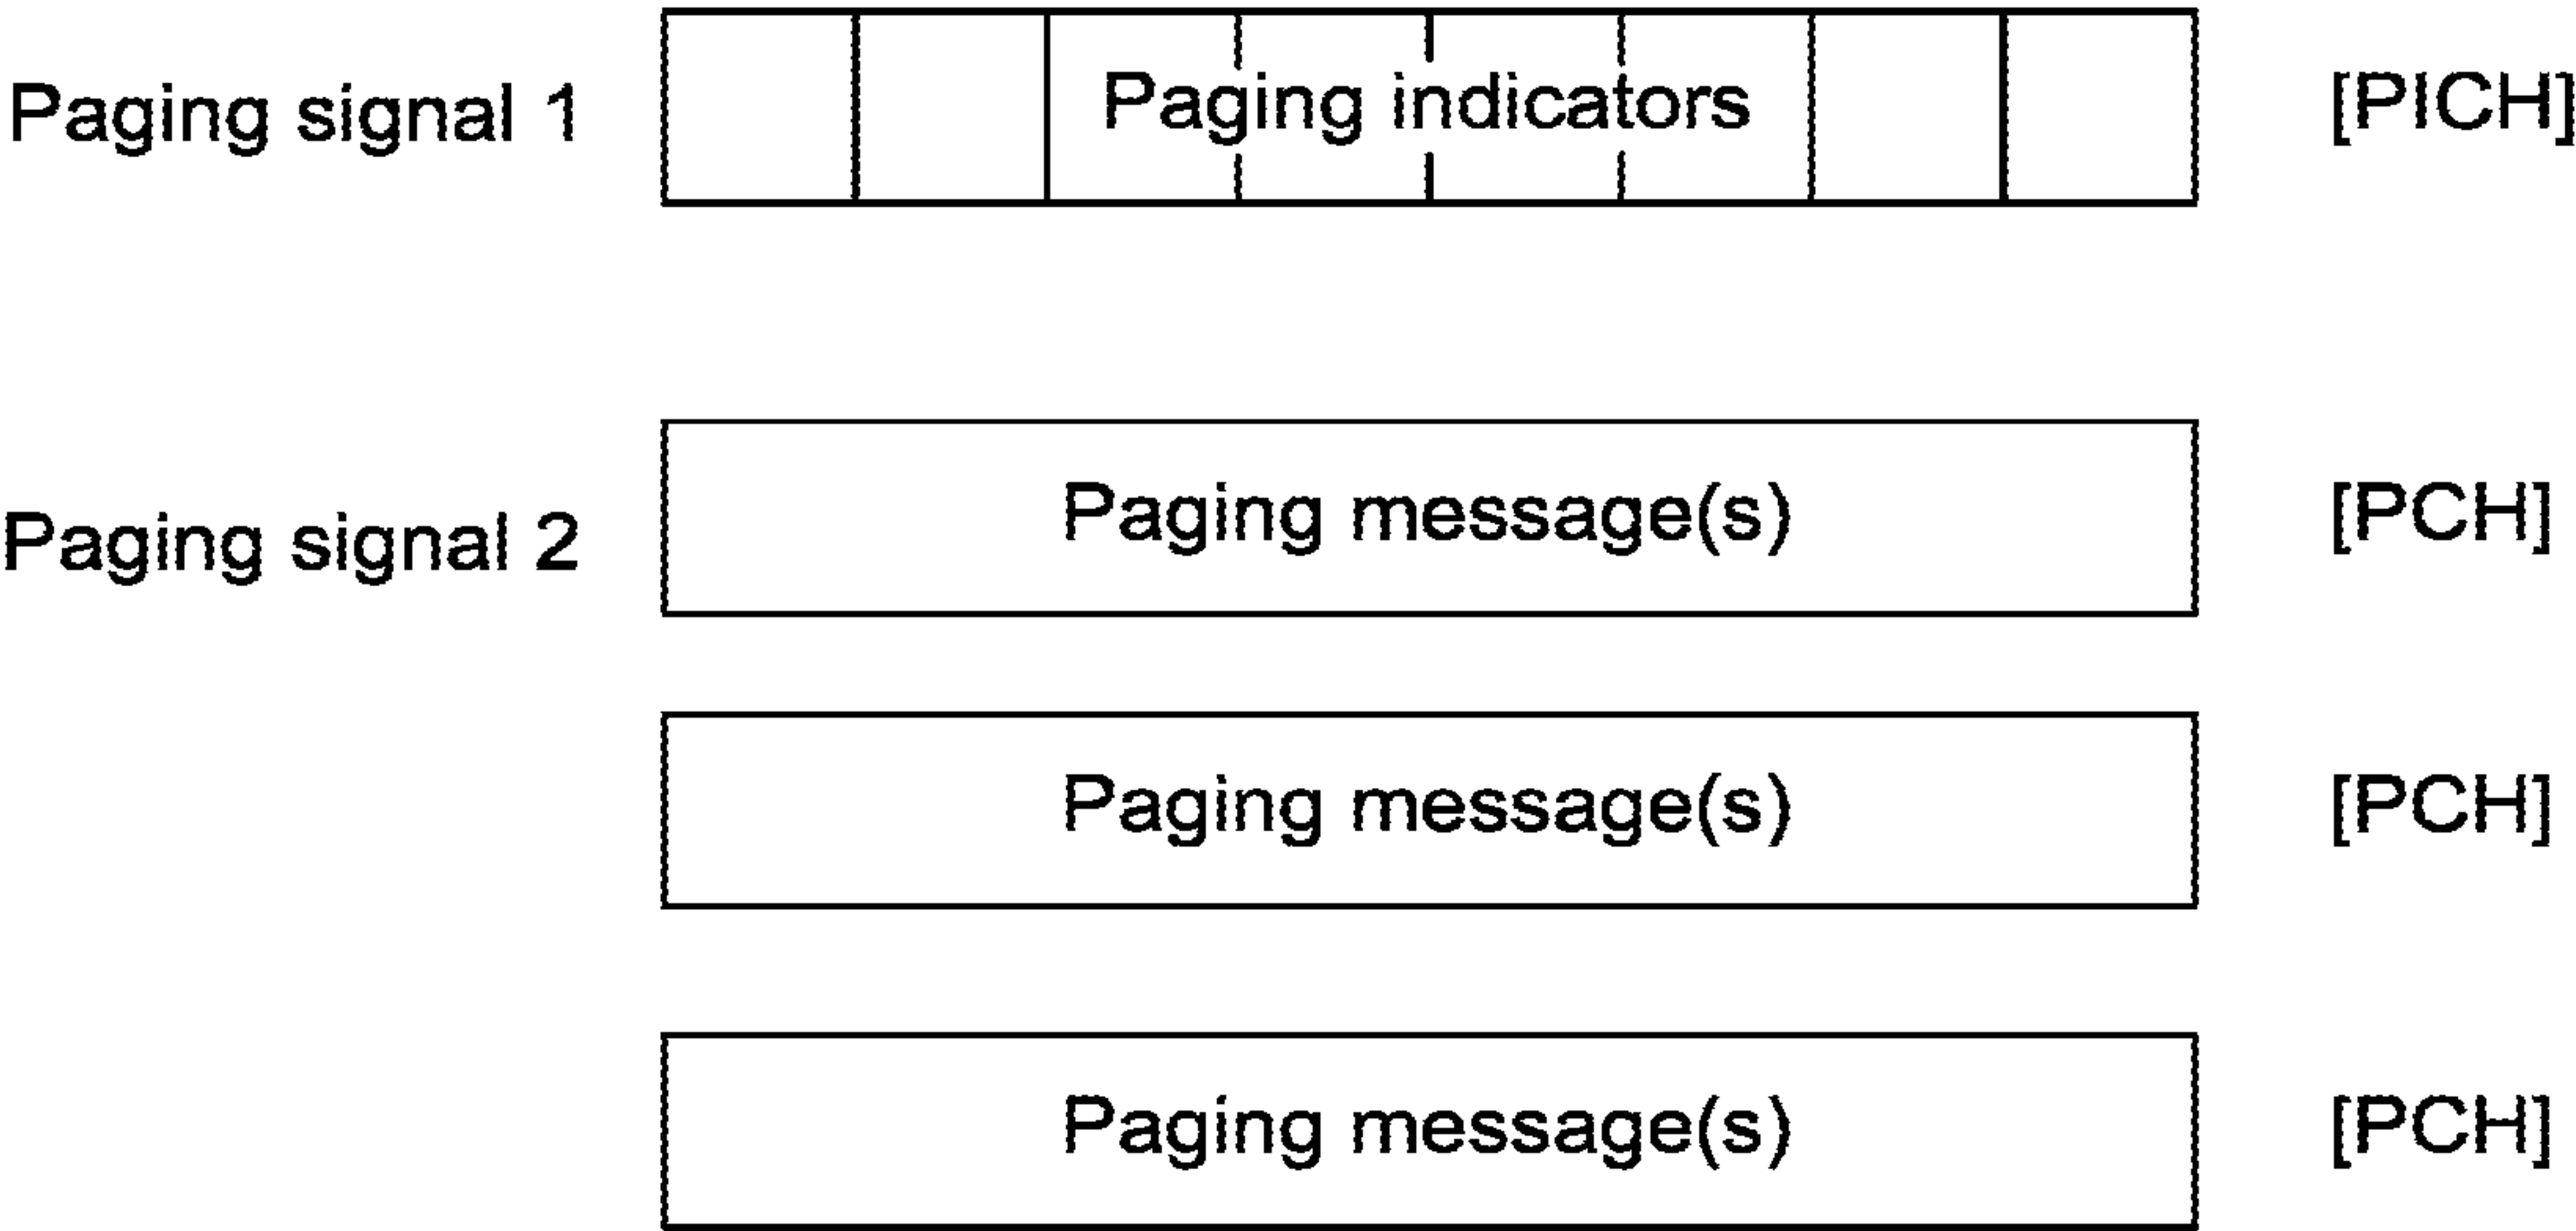 Paging signal 1 Paging indicators [PICH]
Paging signal 2 Paging message(s) [PCH]
Paging message(s) [PCH]
Paging message(s) [PCH]